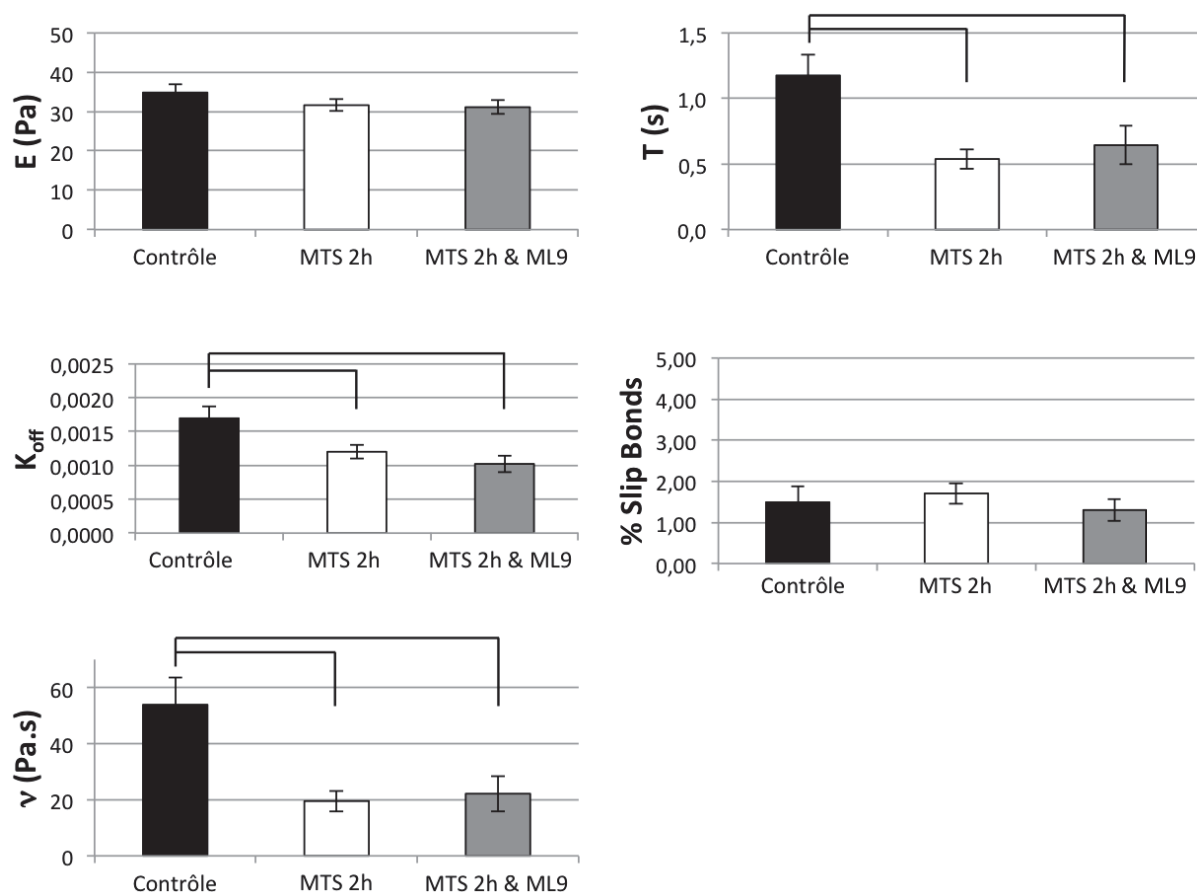 E (Pa)
50
40
30
20
10
0
Contrôle MTS 2h MTS 2h & ML9
T (s)
1,5
1,0
0,5
0,0
Contrôle MTS 2h MTS 2h & ML9
Koff
0,0025
0,0020
0,0015
0,0010
0,0005
0,0000
Contrôle MTS 2h MTS 2h & ML9
% Slip Bonds
5,00
4,00
3,00
2,00
1,00
0,00
Contrôle MTS 2h MTS 2h & ML9
ν (Pa.s)
60
40
20
0
Contrôle MTS 2h MTS 2h & ML9